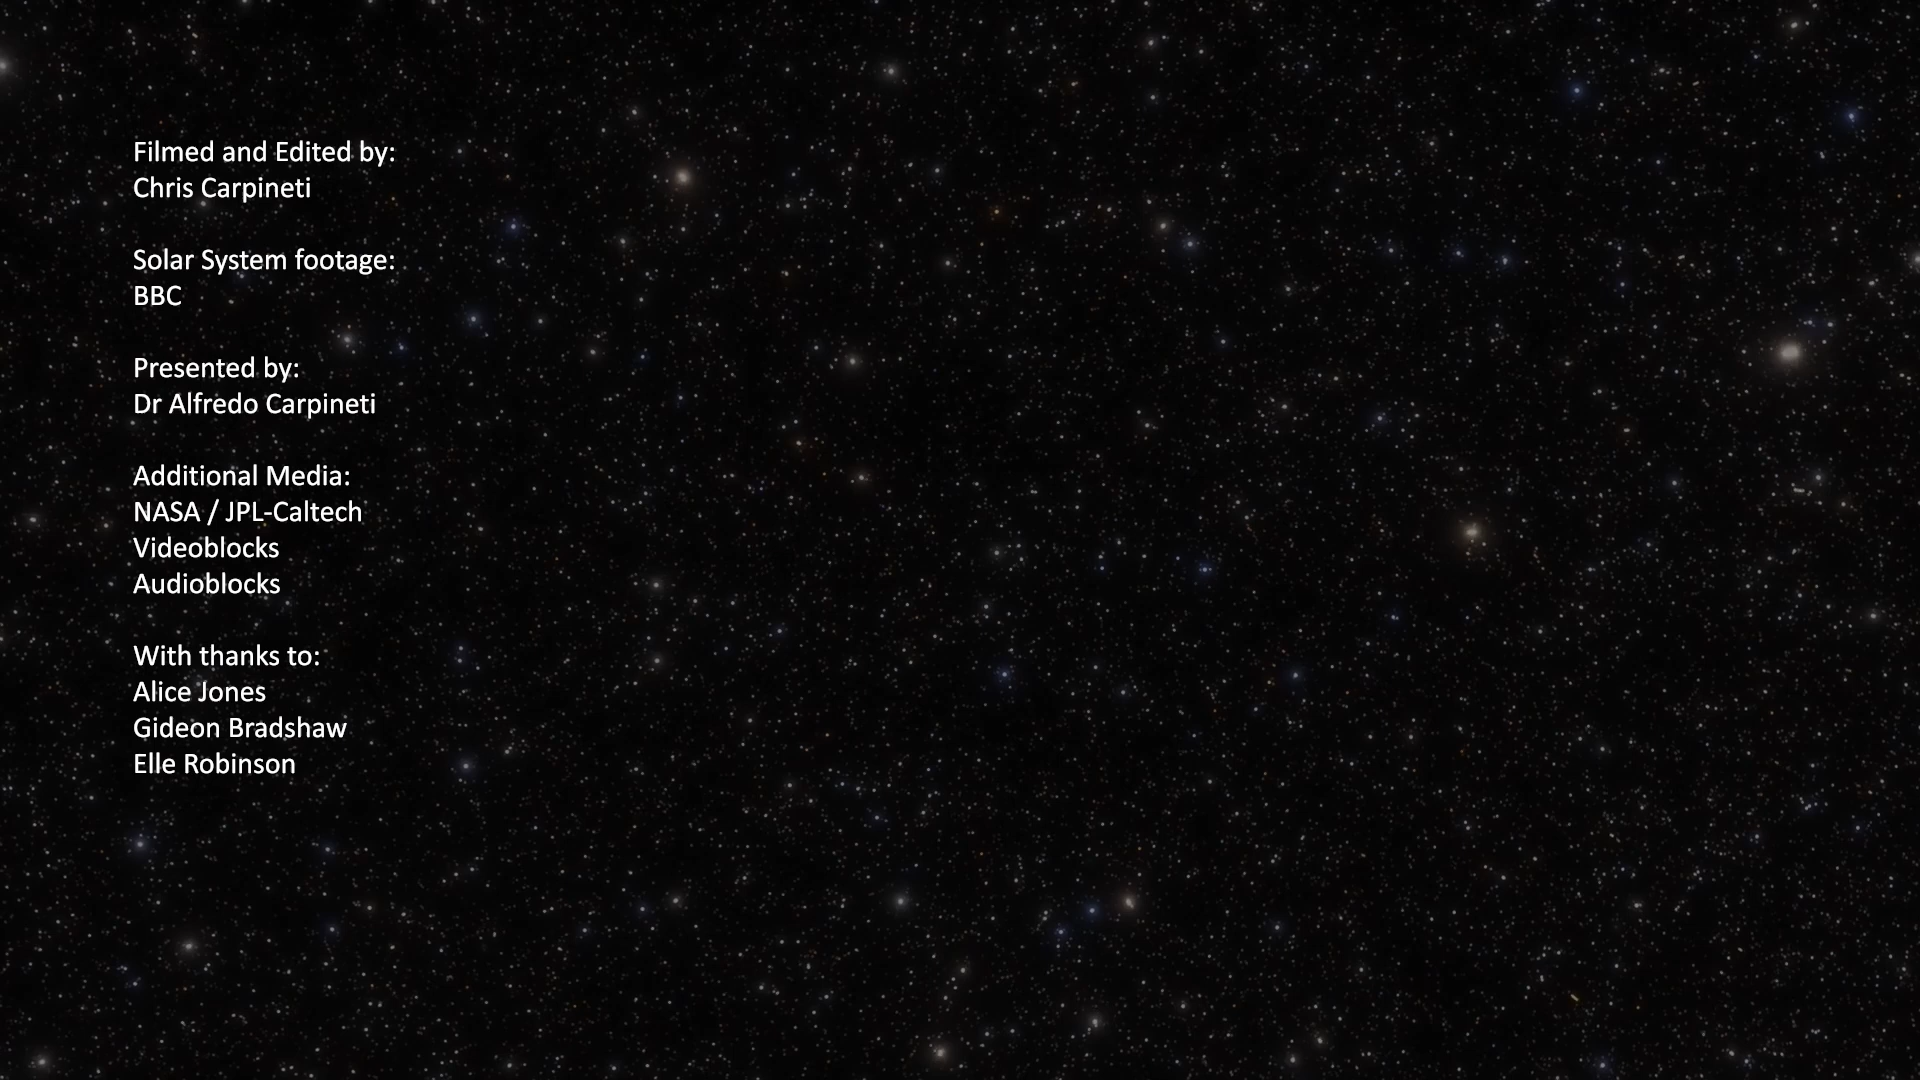 Filmed and Edited by:
Chris Carpineti
Solar System footage:
BBC
Presented by:
Dr Alfredo Carpineti
Additional Media:
NASA / JPL-Caltech
Videoblocks
Audioblocks
With thanks to:
Alice Jones
Gideon Bradshaw
Elle Robinson